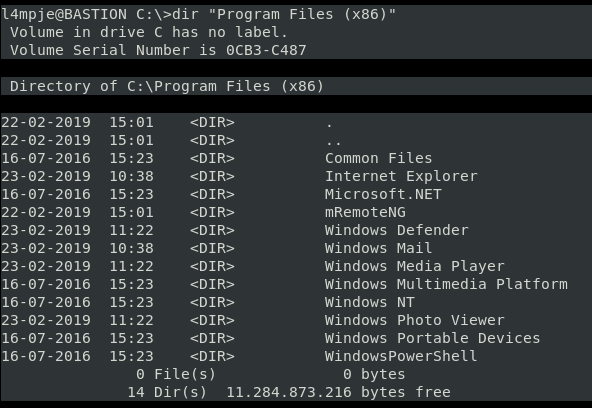 l4mpje@BASTION C:\>dir "Program Files (x86)"
 Volume in drive C has no label.
 Volume Serial Number is 0CB3-C487

 Directory of C:\Program Files (x86)

22-02-2019  15:01    <DIR>          .
22-02-2019  15:01    <DIR>          ..
16-07-2016  15:23    <DIR>          Common Files
23-02-2019  10:38    <DIR>          Internet Explorer
16-07-2016  15:23    <DIR>          Microsoft.NET
22-02-2019  15:01    <DIR>          mRemoteNG
23-02-2019  11:22    <DIR>          Windows Defender
23-02-2019  10:38    <DIR>          Windows Mail
23-02-2019  11:22    <DIR>          Windows Media Player
16-07-2016  15:23    <DIR>          Windows Multimedia Platform
16-07-2016  15:23    <DIR>          Windows NT
23-02-2019  11:22    <DIR>          Windows Photo Viewer
16-07-2016  15:23    <DIR>          Windows Portable Devices
16-07-2016  15:23    <DIR>          WindowsPowerShell
               0 File(s)              0 bytes
              14 Dir(s)  11.284.873.216 bytes free